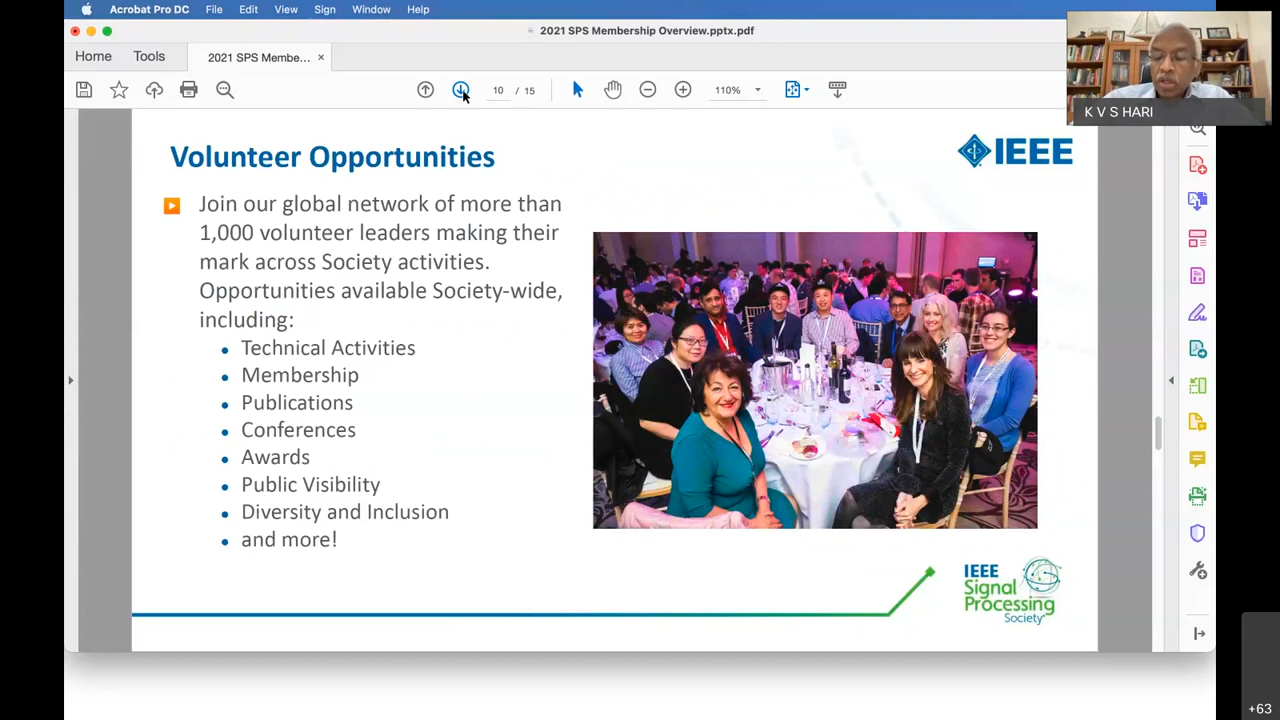 Acrobat Pro DC File Edit View Sign Window Help
2021 SPS Membership Overview.pptx.pdf
Home Tools 2021 SPS Membe... ×
10 / 15 110%
K V S HARI
Volunteer Opportunities
IEEE
Join our global network of more than
1,000 volunteer leaders making their
mark across Society activities.
Opportunities available Society-wide,
including:
• Technical Activities
• Membership
• Publications
• Conferences
• Awards
• Public Visibility
• Diversity and Inclusion
• and more!
IEEE
Signal
Processing
Society
+63